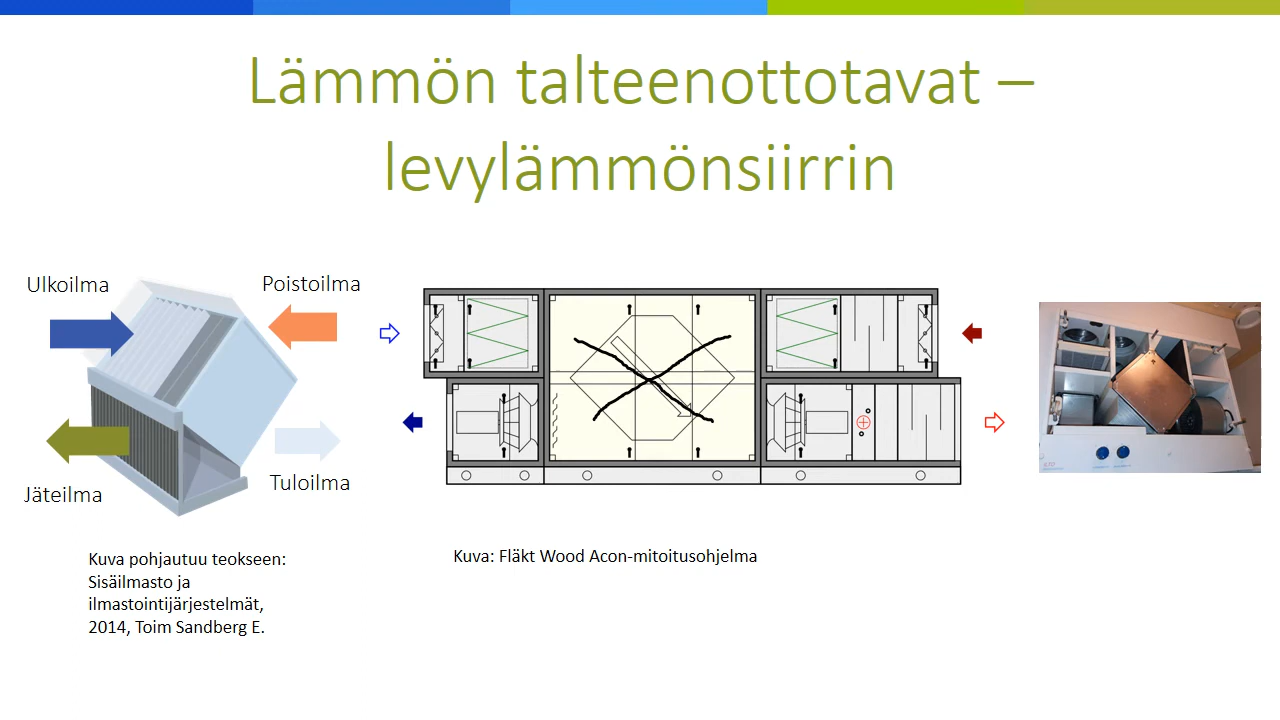 Lämmön talteenottotavat –
levylämmönsiirrin
Ulkoilma
Poistoilma
Jäteilma
Tuloilma
Kuva pohjautuu teokseen:
Sisäilmasto ja
ilmastointijärjestelmät,
2014, Toim Sandberg E.
Kuva: Fläkt Wood Acon-mitoitusohjelma